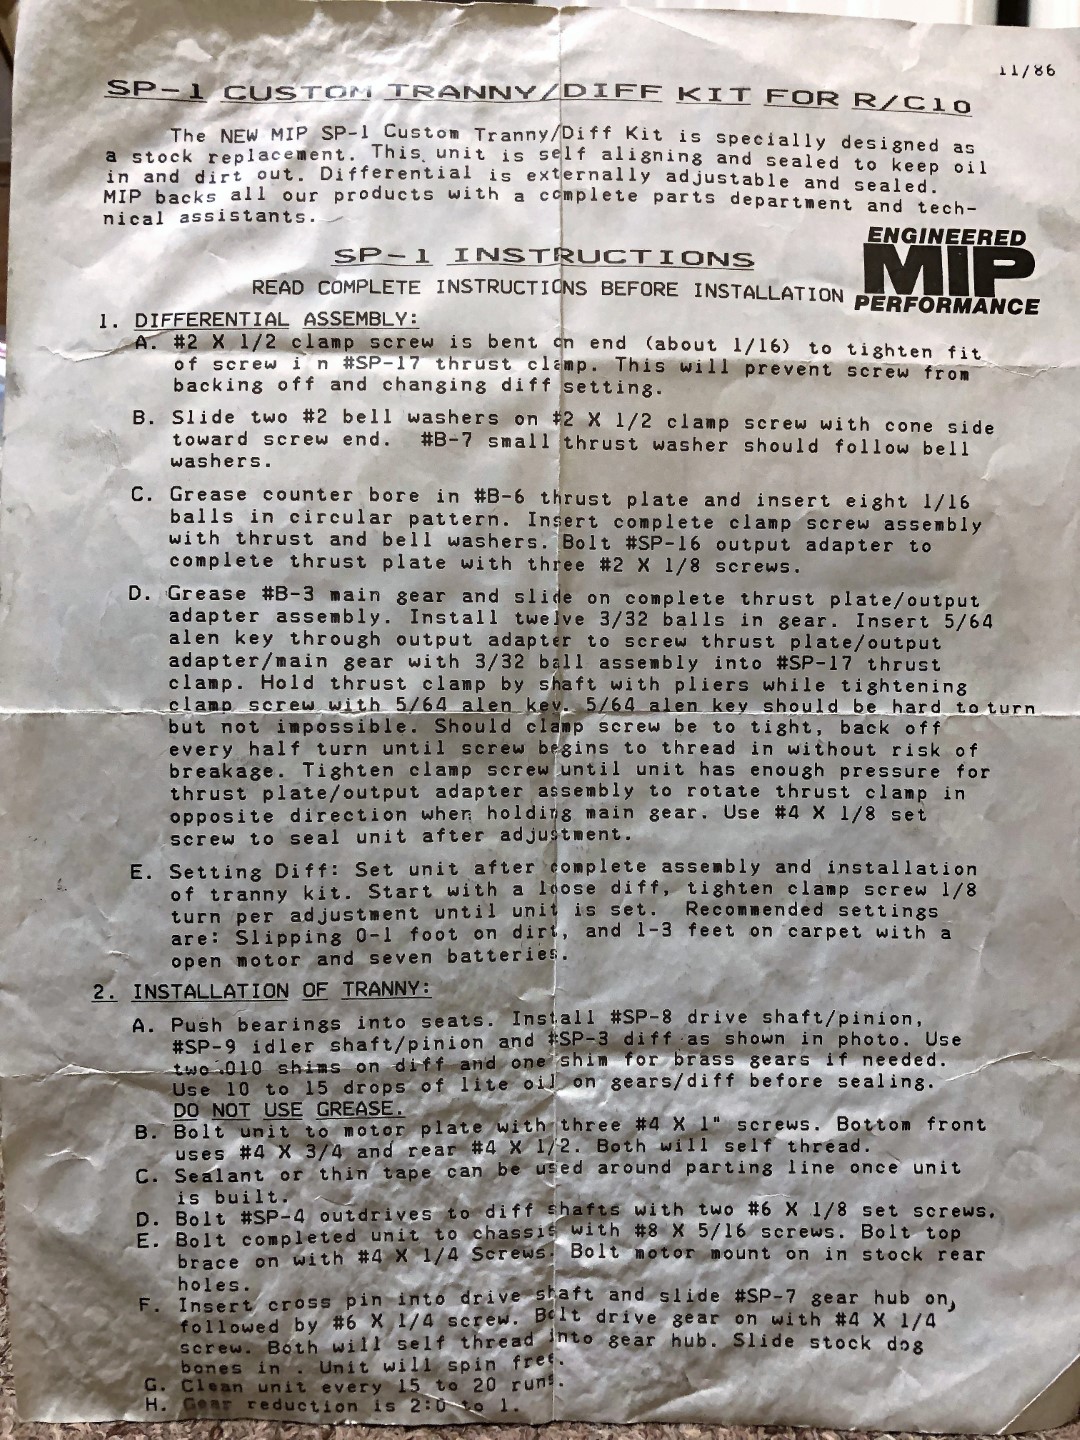 11/86
SP-1 CUSTOM TRANNY/DIFF KIT FOR R/C10
The NEW MIP SP-1 Custom Tranny/Diff Kit is specially designed as
a stock replacement. This unit is self aligning and sealed to keep oil
in and dirt out. Differential is externally adjustable and sealed.
MIP backs all our products with a complete parts department and tech-
nical assistants.
ENGINEERED
MIP
PERFORMANCE
SP-1 INSTRUCTIONS
READ COMPLETE INSTRUCTIONS BEFORE INSTALLATION
1. DIFFERENTIAL ASSEMBLY:
A. #2 X 1/2 clamp screw is bent on end (about 1/16) to tighten fit
of screw i n #SP-17 thrust clamp. This will prevent screw from
backing off and changing diff setting.
B. Slide two #2 bell washers on #2 X 1/2 clamp screw with cone side
toward screw end. #B-7 small thrust washer should follow bell
washers.
C. Grease counter bore in #B-6 thrust plate and insert eight 1/16
balls in circular pattern. Insert complete clamp screw assembly
with thrust and bell washers. Bolt #SP-16 output adapter to
complete thrust plate with three #2 X 1/8 screws.
D. Grease #B-3 main gear and slide on complete thrust plate/output
adapter assembly. Install twelve 3/32 balls in gear. Insert 5/64
alen key through output adapter to screw thrust plate/output
adapter/main gear with 3/32 ball assembly into #SP-17 thrust
clamp. Hold thrust clamp by shaft with pliers while tightening
clamp screw with 5/64 alen key. 5/64 alen key should be hard to turn
but not impossible. Should clamp screw be to tight, back off
every half turn until screw begins to thread in without risk of
breakage. Tighten clamp screw until unit has enough pressure for
thrust plate/output adapter assembly to rotate thrust clamp in
opposite direction when holding main gear. Use #4 X 1/8 set
screw to seal unit after adjustment.
E. Setting Diff: Set unit after complete assembly and installation
of tranny kit. Start with a loose diff, tighten clamp screw 1/8
turn per adjustment until unit is set. Recommended settings
are: Slipping 0-1 foot on dirt, and 1-3 feet on carpet with a
open motor and seven batteries.
2. INSTALLATION OF TRANNY:
A. Push bearings into seats. Install #SP-8 drive shaft/pinion,
#SP-9 idler shaft/pinion and #SP-3 diff as shown in photo. Use
two .010 shims on diff and one shim for brass gears if needed.
Use 10 to 15 drops of lite oil on gears/diff before sealing.
DO NOT USE GREASE.
B. Bolt unit to motor plate with three #4 X 1" screws. Bottom front
uses #4 X 3/4 and rear #4 X 1/2. Both will self thread.
C. Sealant or thin tape can be used around parting line once unit
is built.
D. Bolt #SP-4 outdrives to diff shafts with two #6 X 1/8 set screws.
E. Bolt completed unit to chassis with #8 X 5/16 screws. Bolt top
brace on with #4 X 1/4 Screws. Bolt motor mount on in stock rear
holes.
F. Insert cross pin into drive shaft and slide #SP-7 gear hub on,
followed by #6 X 1/4 screw. Bolt drive gear on with #4 X 1/4
screw. Both will self thread into gear hub. Slide stock dog
bones in . Unit will spin free.
G. Clean unit every 15 to 20 runs.
H. Gear reduction is 2:0 to 1.